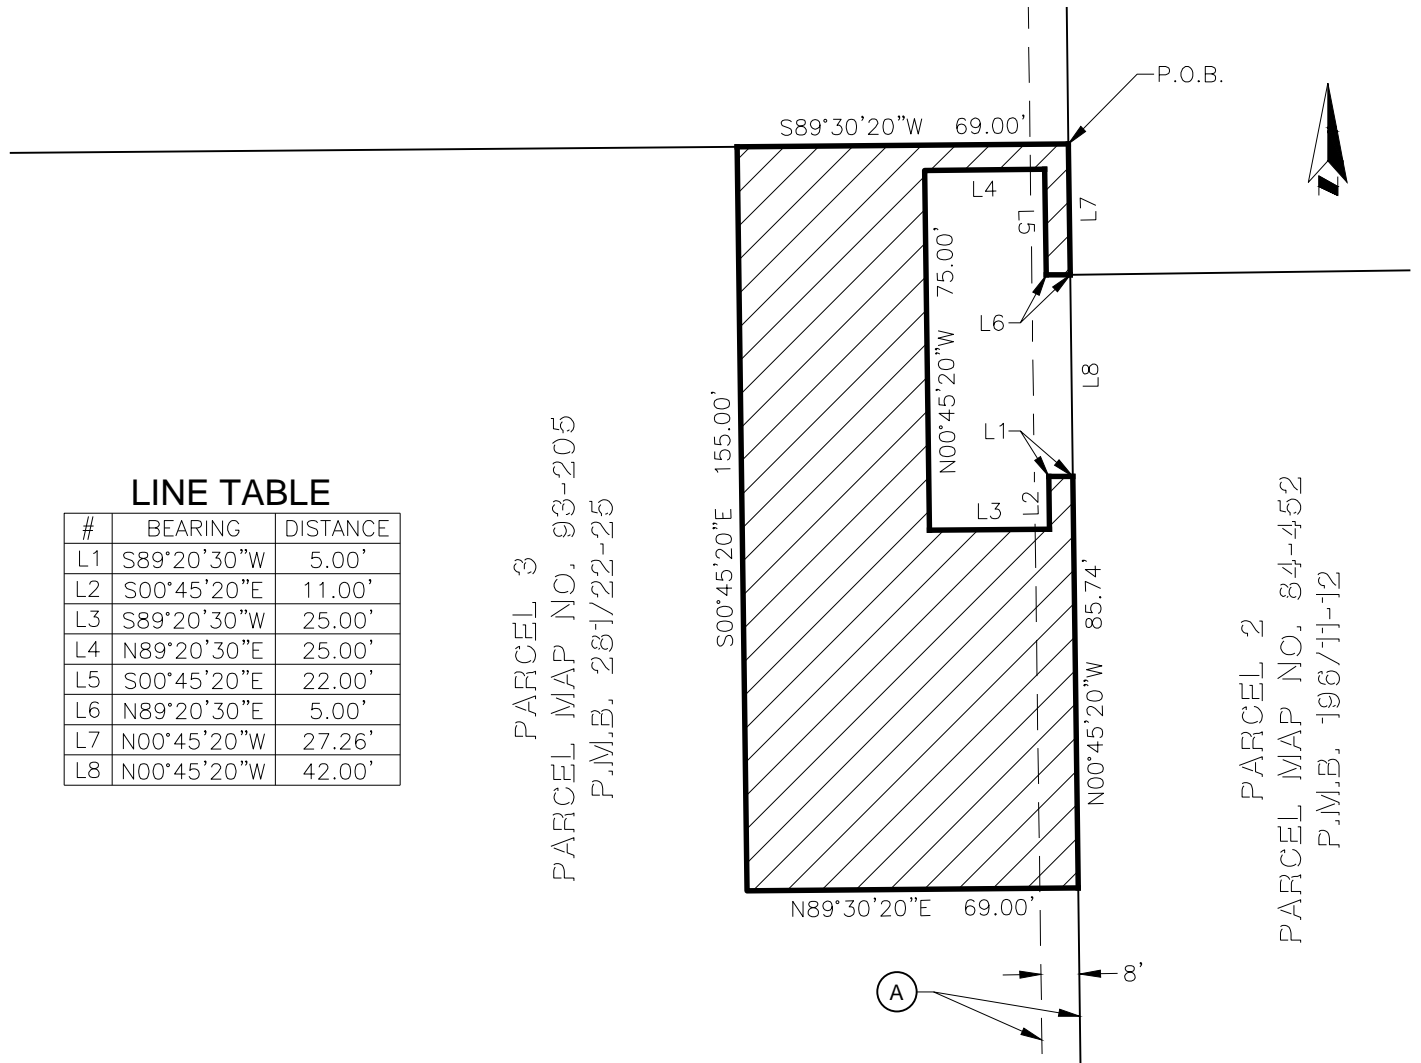 P.O.B.
S89°30'20"W 69.00'
L4
L5
L7
N00°45'20"W 75.00'
L6
L8
L1
L2
L3
S00°45'20"E 155.00'
N00°45'20"W 85.74'
N89°30'20"E 69.00'
8'
A
N
PARCEL 3
PARCEL MAP NO. 93-205
P.M.B. 281/22-25
PARCEL 2
PARCEL MAP NO. 84-452
P.M.B. 196/11-12
LINE TABLE
# BEARING DISTANCE
L1 S89°20'30"W 5.00'
L2 S00°45'20"E 11.00'
L3 S89°20'30"W 25.00'
L4 N89°20'30"E 25.00'
L5 S00°45'20"E 22.00'
L6 N89°20'30"E 5.00'
L7 N00°45'20"W 27.26'
L8 N00°45'20"W 42.00'